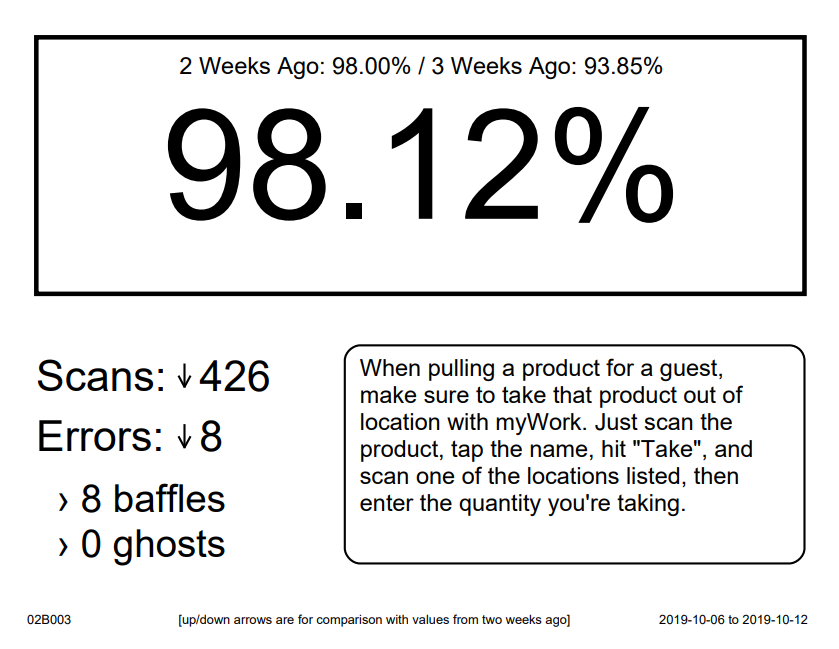 2 Weeks Ago: 98.00% / 3 Weeks Ago: 93.85%
98.12%
Scans: ↓426
Errors: ↓8
› 8 baffles
› 0 ghosts
When pulling a product for a guest,
make sure to take that product out of
location with myWork. Just scan the
product, tap the name, hit "Take", and
scan one of the locations listed, then
enter the quantity you're taking.
02B003
[up/down arrows are for comparison with values from two weeks ago]
2019-10-06 to 2019-10-12